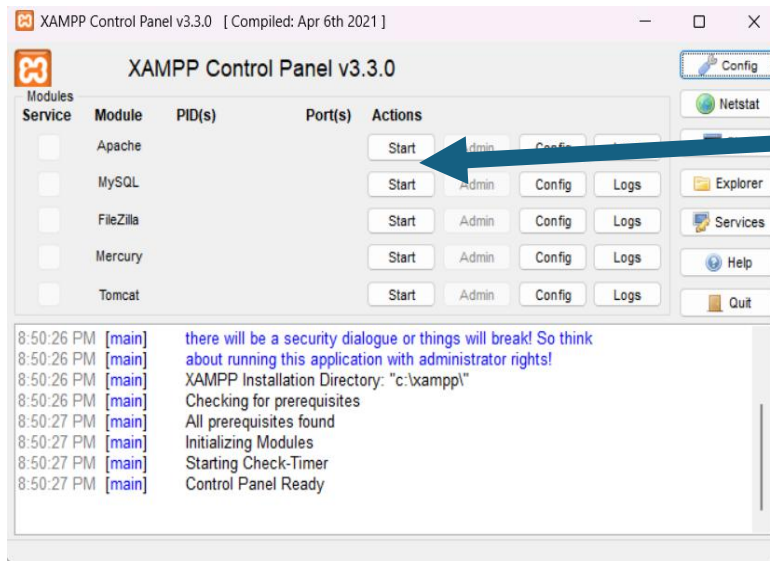 XAMPP Control Panel v3.3.0 [ Compiled: Apr 6th 2021 ]
XAMPP Control Panel v3.3.0
Config
Modules
Service Module PID(s) Port(s) Actions
Netstat
Apache Start Admin Config
MySQL Start Admin Config Logs Explorer
FileZilla Start Admin Config Logs Services
Mercury Start Admin Config Logs Help
Tomcat Start Admin Config Logs Quit
8:50:26 PM [main] there will be a security dialogue or things will break! So think
8:50:26 PM [main] about running this application with administrator rights!
8:50:26 PM [main] XAMPP Installation Directory: "c:\xampp\"
8:50:26 PM [main] Checking for prerequisites
8:50:27 PM [main] All prerequisites found
8:50:27 PM [main] Initializing Modules
8:50:27 PM [main] Starting Check-Timer
8:50:27 PM [main] Control Panel Ready